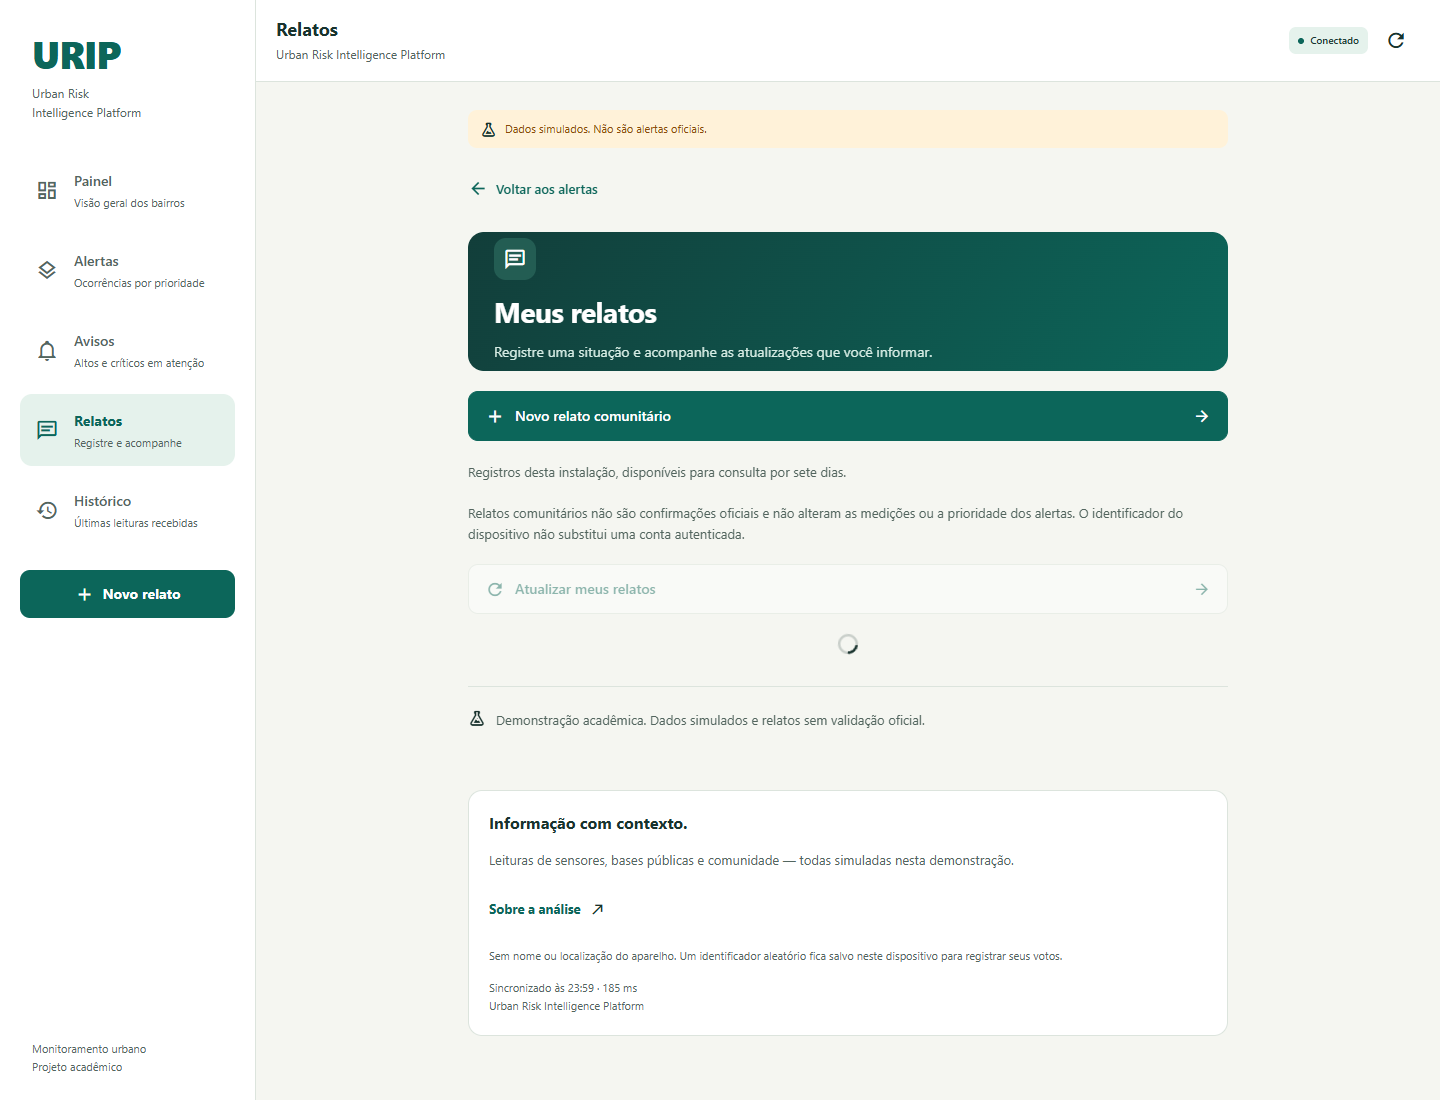 URIP
Urban Risk
Intelligence Platform
Painel
Visão geral dos bairros
Alertas
Ocorrências por prioridade
Avisos
Altos e críticos em atenção
Relatos
Registre e acompanhe
Histórico
Últimas leituras recebidas
Novo relato
Monitoramento urbano
Projeto acadêmico
Relatos
Urban Risk Intelligence Platform
Conectado
Dados simulados. Não são alertas oficiais.
Voltar aos alertas
Meus relatos
Registre uma situação e acompanhe as atualizações que você informar.
Novo relato comunitário
Registros desta instalação, disponíveis para consulta por sete dias.
Relatos comunitários não são confirmações oficiais e não alteram as medições ou a prioridade dos alertas. O identificador do
dispositivo não substitui uma conta autenticada.
Atualizar meus relatos
Demonstração acadêmica. Dados simulados e relatos sem validação oficial.
Informação com contexto.
Leituras de sensores, bases públicas e comunidade — todas simuladas nesta demonstração.
Sobre a análise
Sem nome ou localização do aparelho. Um identificador aleatório fica salvo neste dispositivo para registrar seus votos.
Sincronizado às 23:59 · 185 ms
Urban Risk Intelligence Platform